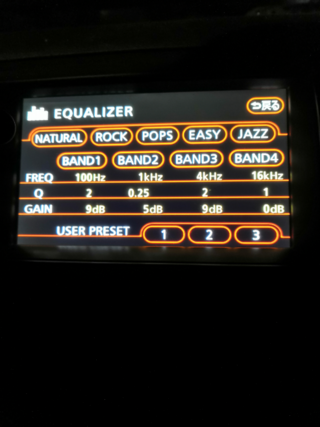 EQUALIZER
⮌戻る
NATURAL ROCK POPS EASY JAZZ
BAND1 BAND2 BAND3 BAND4
FREQ 100Hz 1kHz 4kHz 16kHz
Q 2 0.25 2 1
GAIN 9dB 5dB 9dB 0dB
USER PRESET 1 2 3